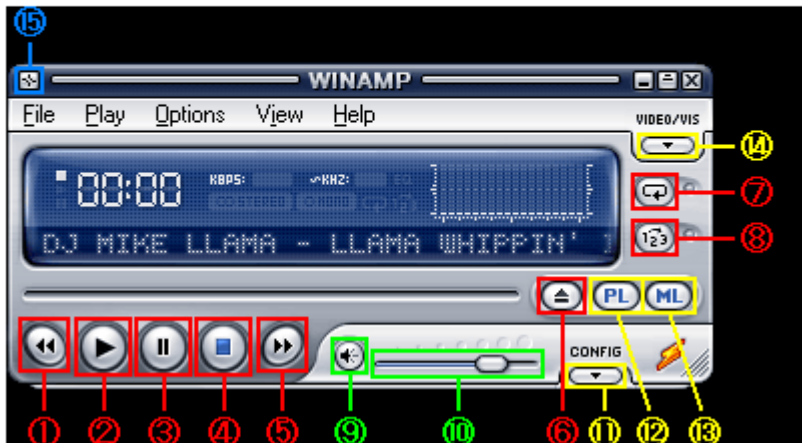 ⑮
WINAMP
File Play Options View Help
VIDEO/VIS
⑭
00:00 KBPS: KHZ:
STEREO
⑦
123
⑧
DJ MIKE LLAMA - LLAMA WHIPPIN'
PL ML
CONFIG
① ② ③ ④ ⑤ ⑨ ⑩ ⑥ ⑪ ⑫ ⑬